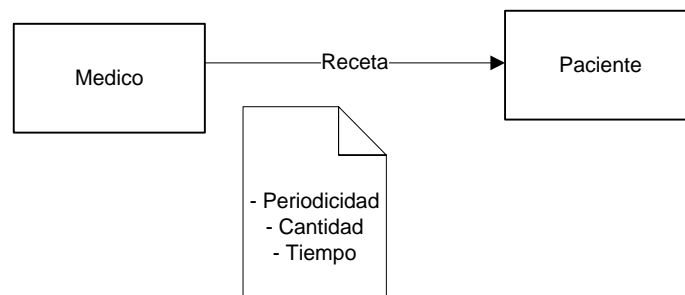 Medico
Receta
Paciente
- Periodicidad
- Cantidad
- Tiempo